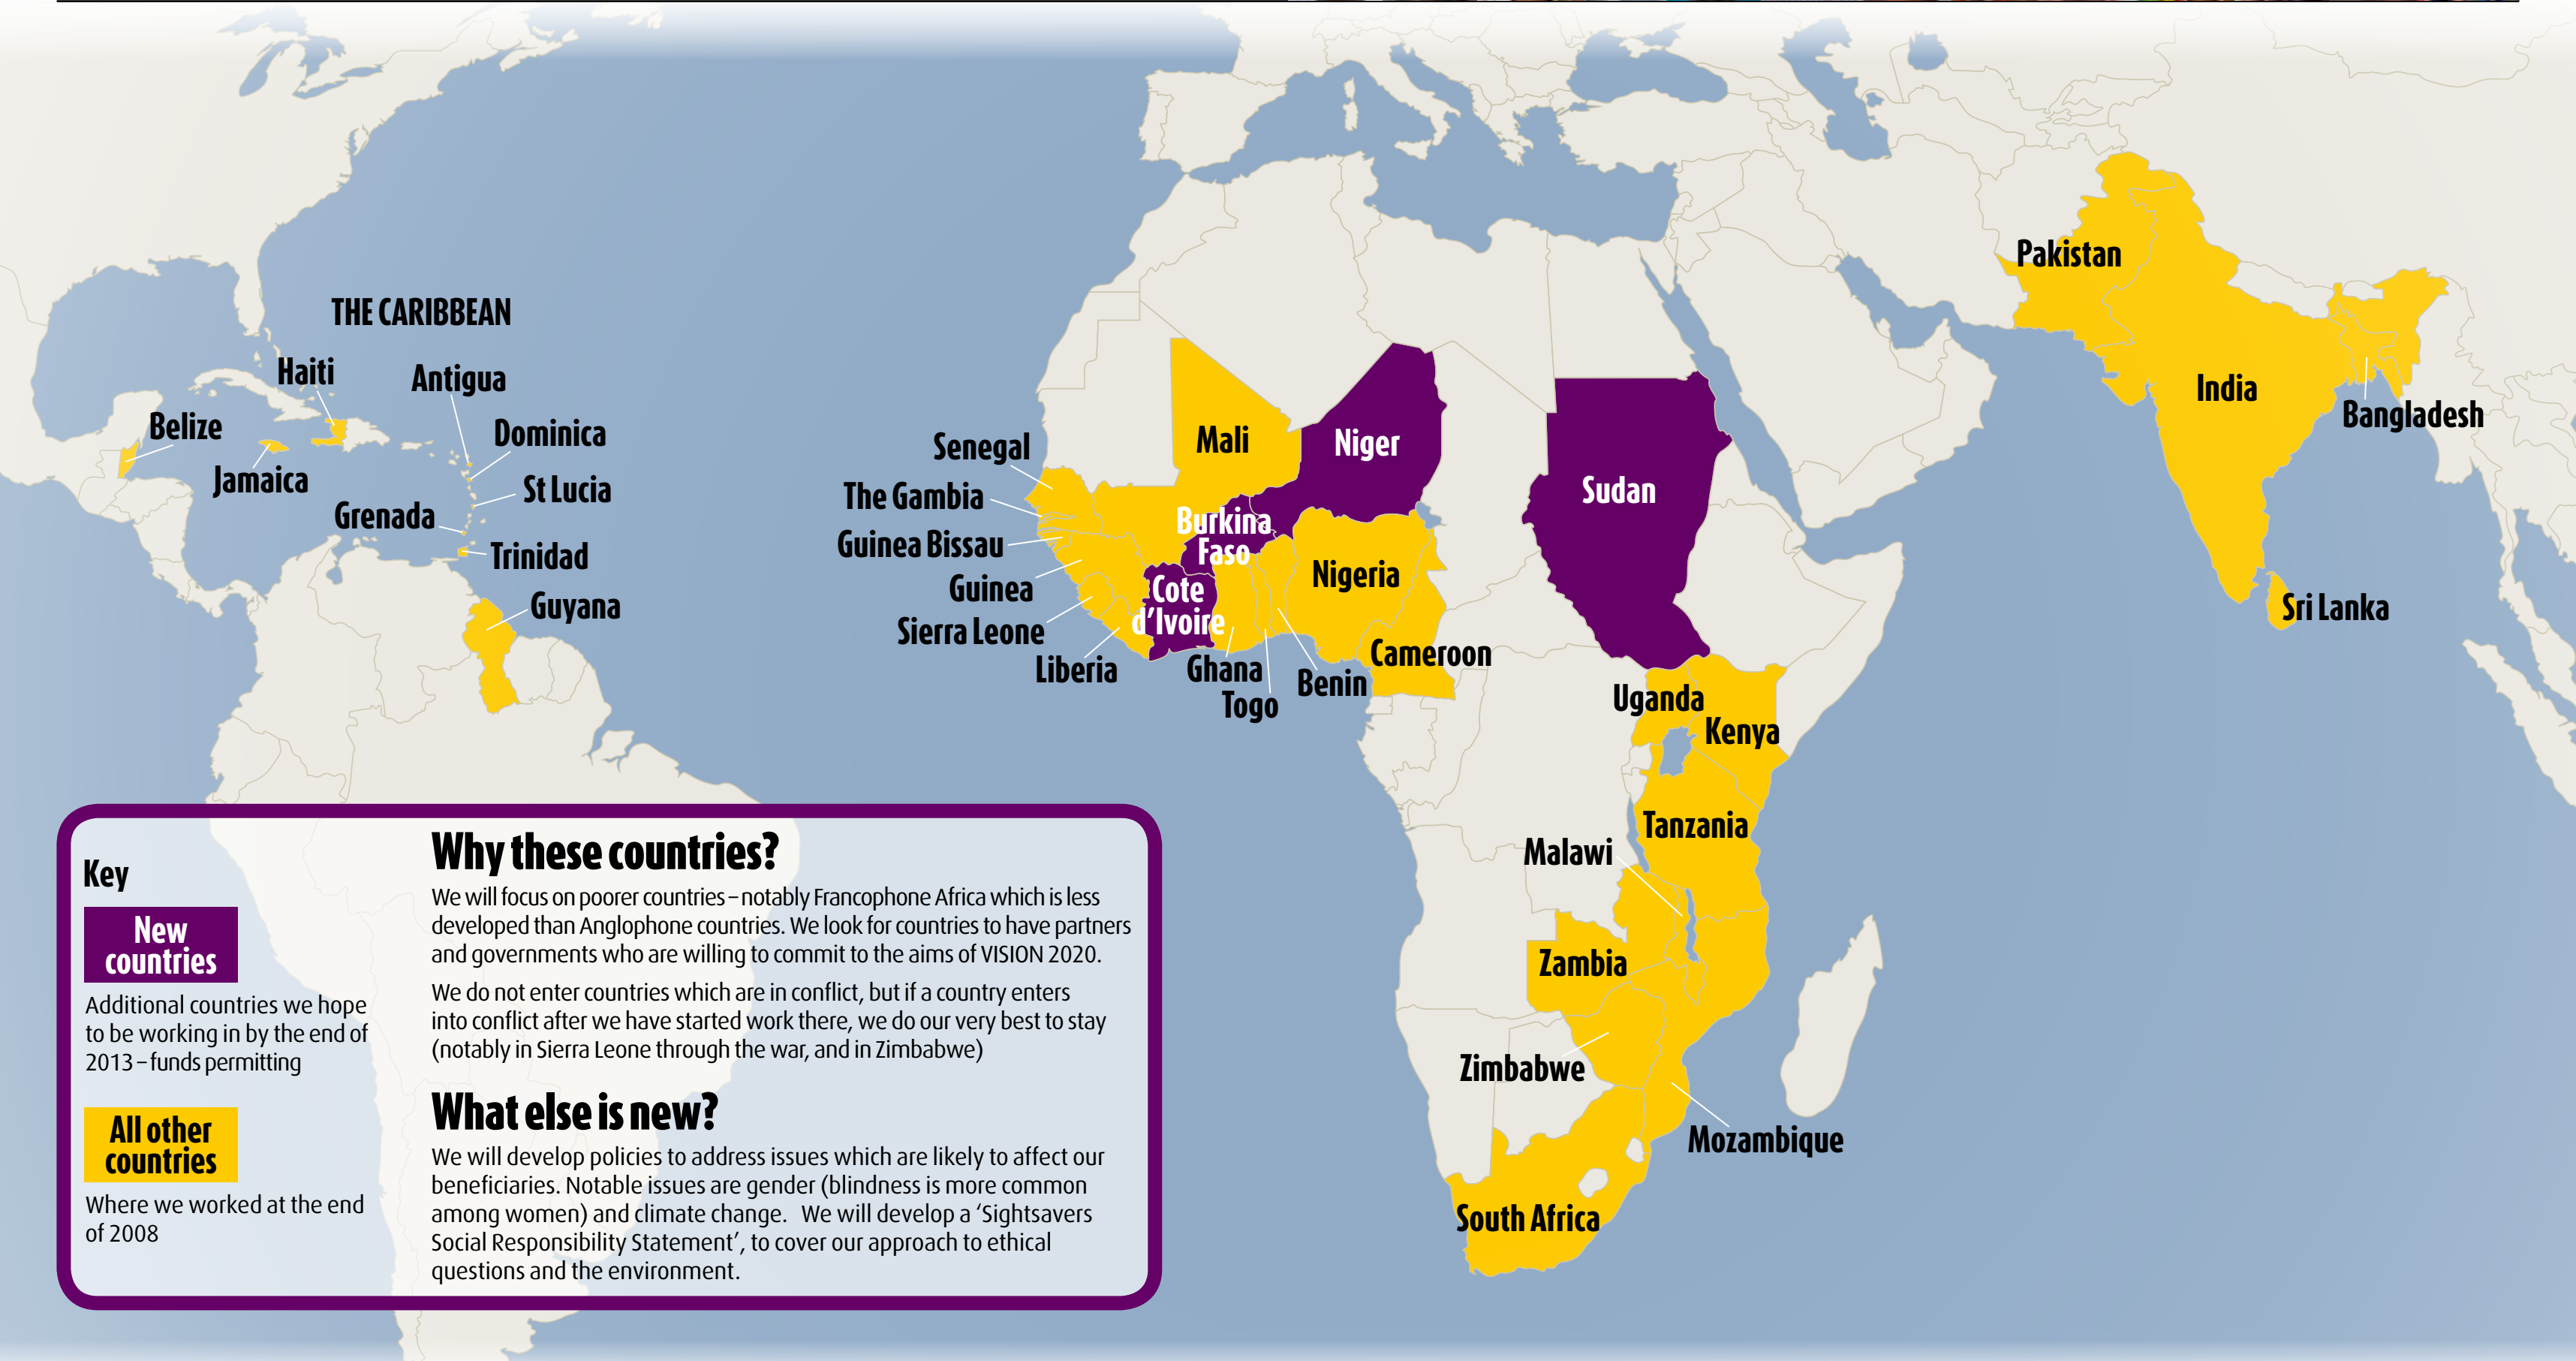 THE CARIBBEAN
Haiti
Antigua
Belize
Dominica
Jamaica
St Lucia
Grenada
Trinidad
Guyana
Senegal
The Gambia
Guinea Bissau
Guinea
Sierra Leone
Liberia
Mali
Niger
Burkina
Faso
Cote
d'Ivoire
Ghana
Togo
Benin
Nigeria
Cameroon
Sudan
Uganda
Kenya
Tanzania
Malawi
Zambia
Zimbabwe
Mozambique
South Africa
Pakistan
India
Bangladesh
Sri Lanka
Key
New
countries
Additional countries we hope
to be working in by the end of
2013 – funds permitting
All other
countries
Where we worked at the end
of 2008
Why these countries?
We will focus on poorer countries – notably Francophone Africa which is less
developed than Anglophone countries. We look for countries to have partners
and governments who are willing to commit to the aims of VISION 2020.
We do not enter countries which are in conflict, but if a country enters
into conflict after we have started work there, we do our very best to stay
(notably in Sierra Leone through the war, and in Zimbabwe)
What else is new?
We will develop policies to address issues which are likely to affect our
beneficiaries. Notable issues are gender (blindness is more common
among women) and climate change. We will develop a ‘Sightsavers
Social Responsibility Statement’, to cover our approach to ethical
questions and the environment.